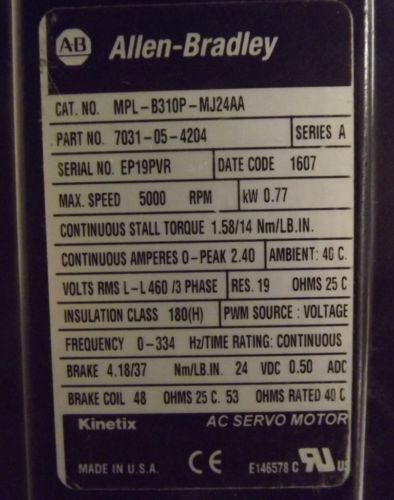 AB Allen-Bradley
CAT. NO. MPL-B310P-MJ24AA
PART NO. 7031-05-4204 SERIES A
SERIAL NO. EP19PVR DATE CODE 1607
MAX. SPEED 5000 RPM kW 0.77
CONTINUOUS STALL TORQUE 1.58/14 Nm/LB.IN.
CONTINUOUS AMPERES 0-PEAK 2.40 AMBIENT: 40 C.
VOLTS RMS L-L 460 /3 PHASE RES. 19 OHMS 25 C
INSULATION CLASS 180(H) PWM SOURCE : VOLTAGE
FREQUENCY 0-334 Hz/TIME RATING: CONTINUOUS
BRAKE 4.18/37 Nm/LB.IN. 24 VDC 0.50 ADC
BRAKE COIL 48 OHMS 25 C. 53 OHMS RATED 40 C
Kinetix AC SERVO MOTOR
MADE IN U.S.A. CE E146578 C RU US